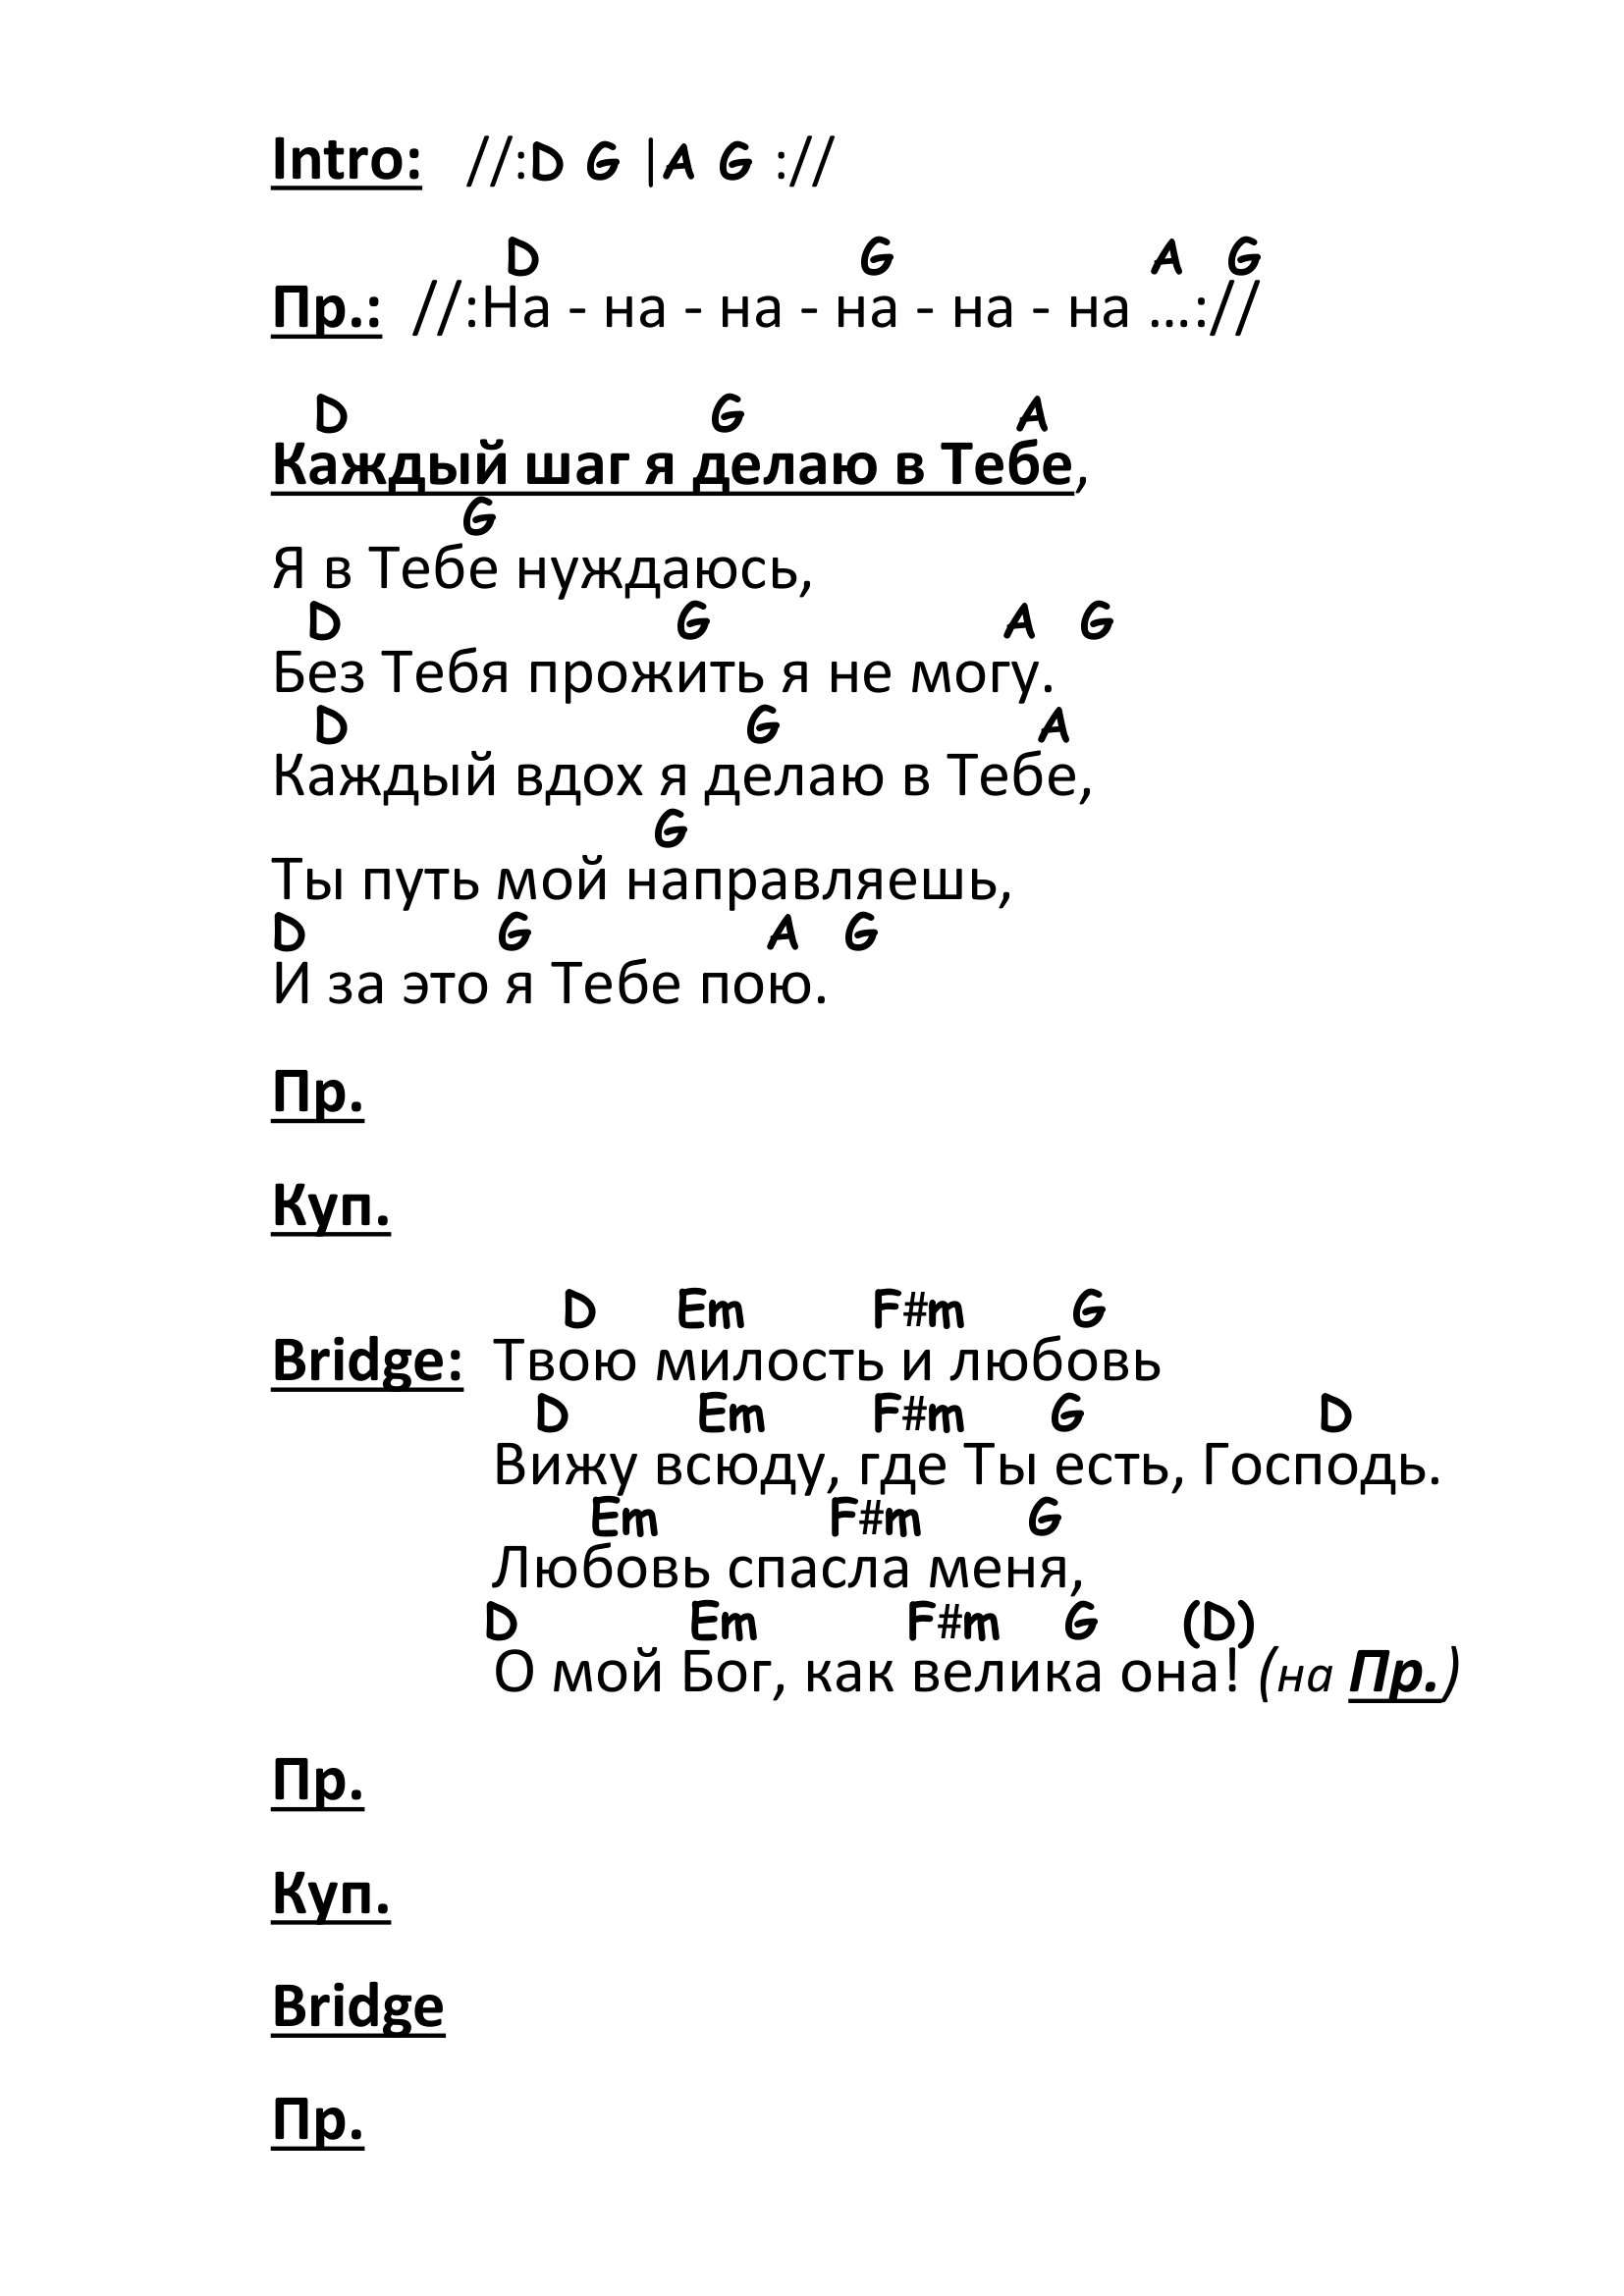 Intro: //:D G |A G ://
D G A G
Пр.: //:На - на - на - на - на - на ...://
D G A
Каждый шаг я делаю в Тебе,
G
Я в Тебе нуждаюсь,
D G A G
Без Тебя прожить я не могу.
D G A
Каждый вдох я делаю в Тебе,
G
Ты путь мой направляешь,
D G A G
И за это я Тебе пою.
Пр.
Куп.
D Em F#m G
Bridge: Твою милость и любовь
D Em F#m G D
Вижу всюду, где Ты есть, Господь.
Em F#m G
Любовь спасла меня,
D Em F#m G (D)
О мой Бог, как велика она! (на Пр.)
Пр.
Куп.
Bridge
Пр.